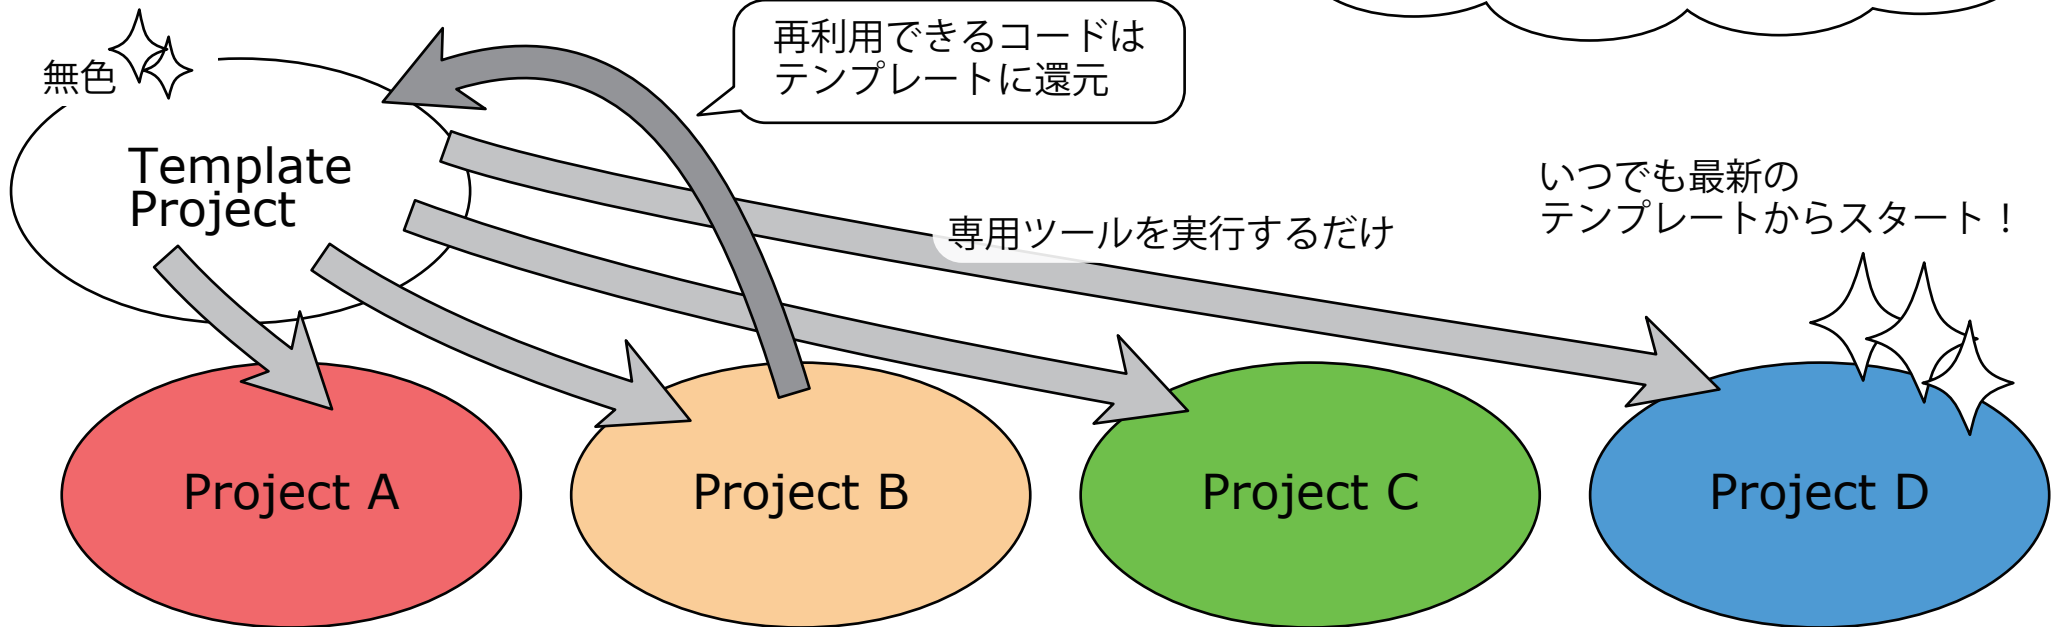 無色
再利用できるコードは
テンプレートに還元
Template
Project
専用ツールを実行するだけ
いつでも最新の
テンプレートからスタート！
Project A
Project B
Project C
Project D